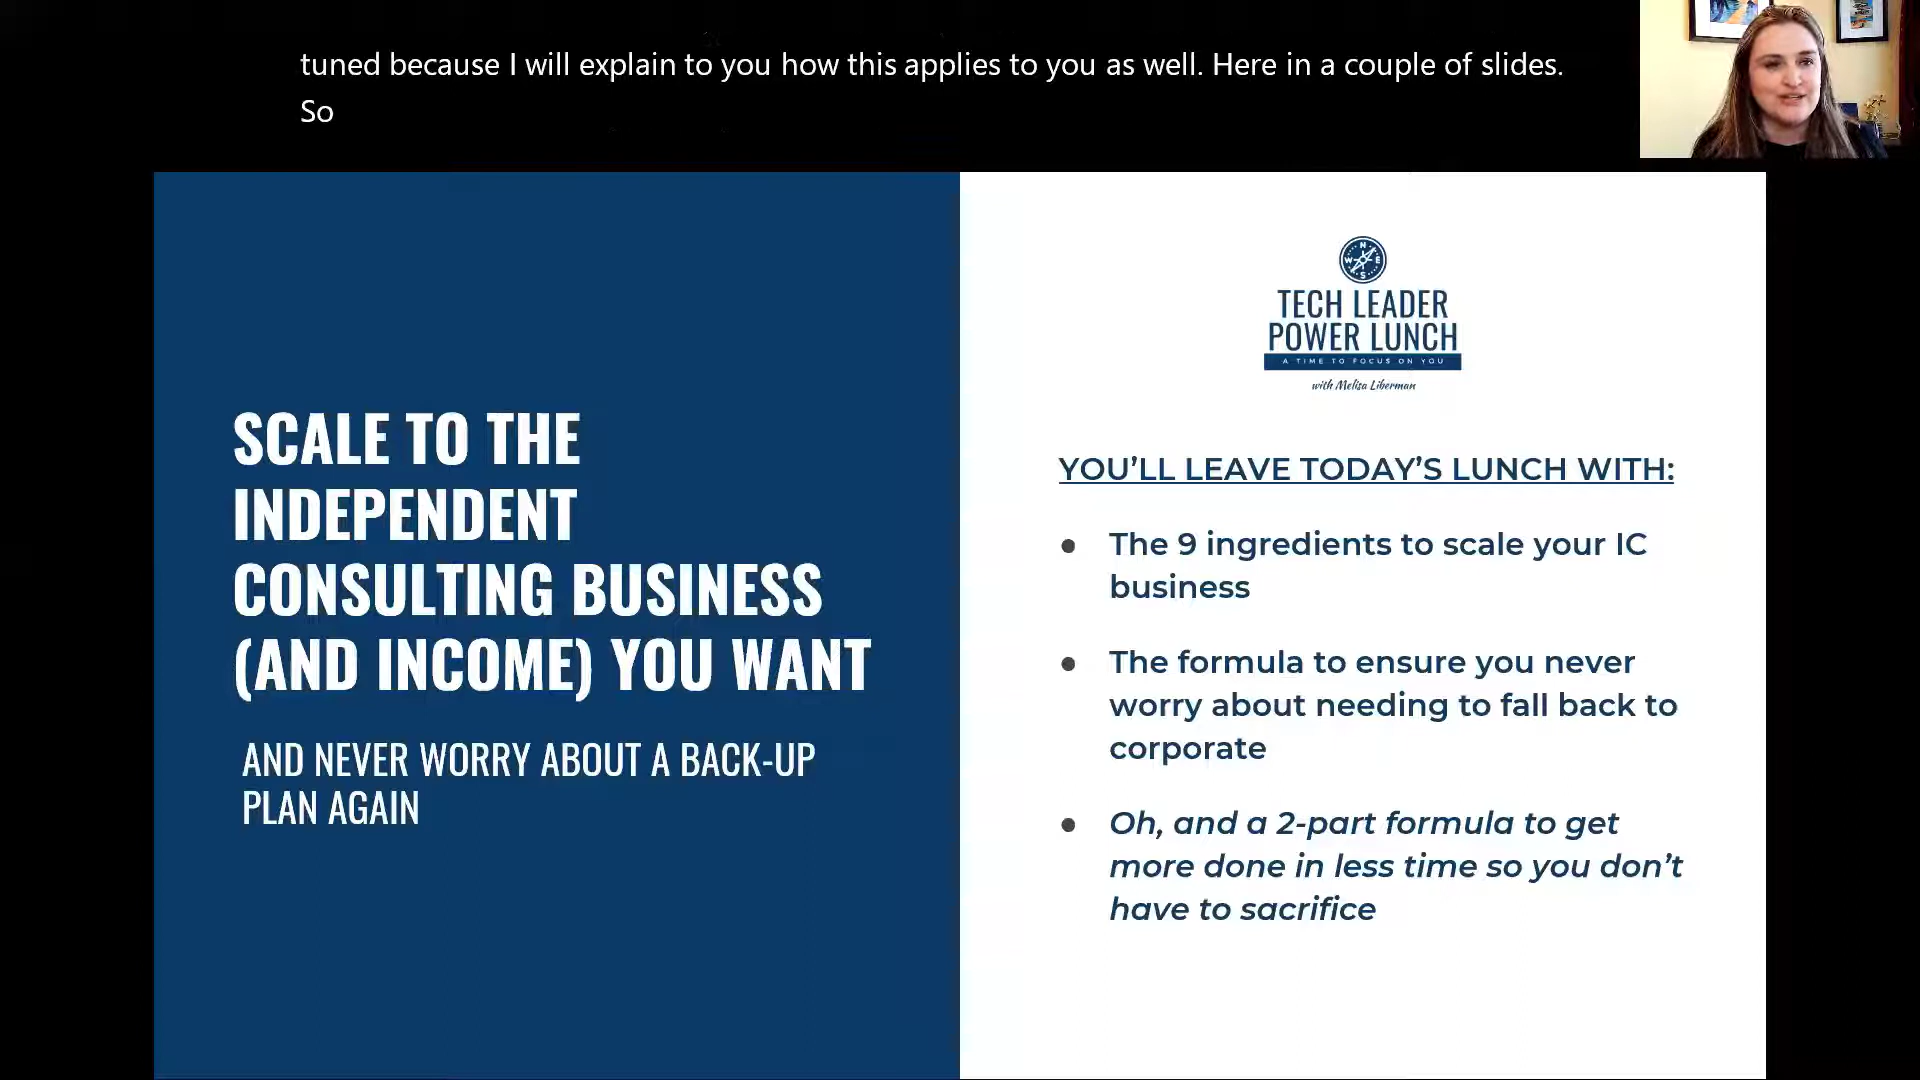 tuned because I will explain to you how this applies to you as well. Here in a couple of slides.
So
SCALE TO THE
INDEPENDENT
CONSULTING BUSINESS
(AND INCOME) YOU WANT
AND NEVER WORRY ABOUT A BACK-UP
PLAN AGAIN
N
W E
S
TECH LEADER
POWER LUNCH
A TIME TO FOCUS ON YOU
with Melisa Liberman
YOU’LL LEAVE TODAY’S LUNCH WITH:
● The 9 ingredients to scale your IC
business
● The formula to ensure you never
worry about needing to fall back to
corporate
● Oh, and a 2-part formula to get
more done in less time so you don’t
have to sacrifice